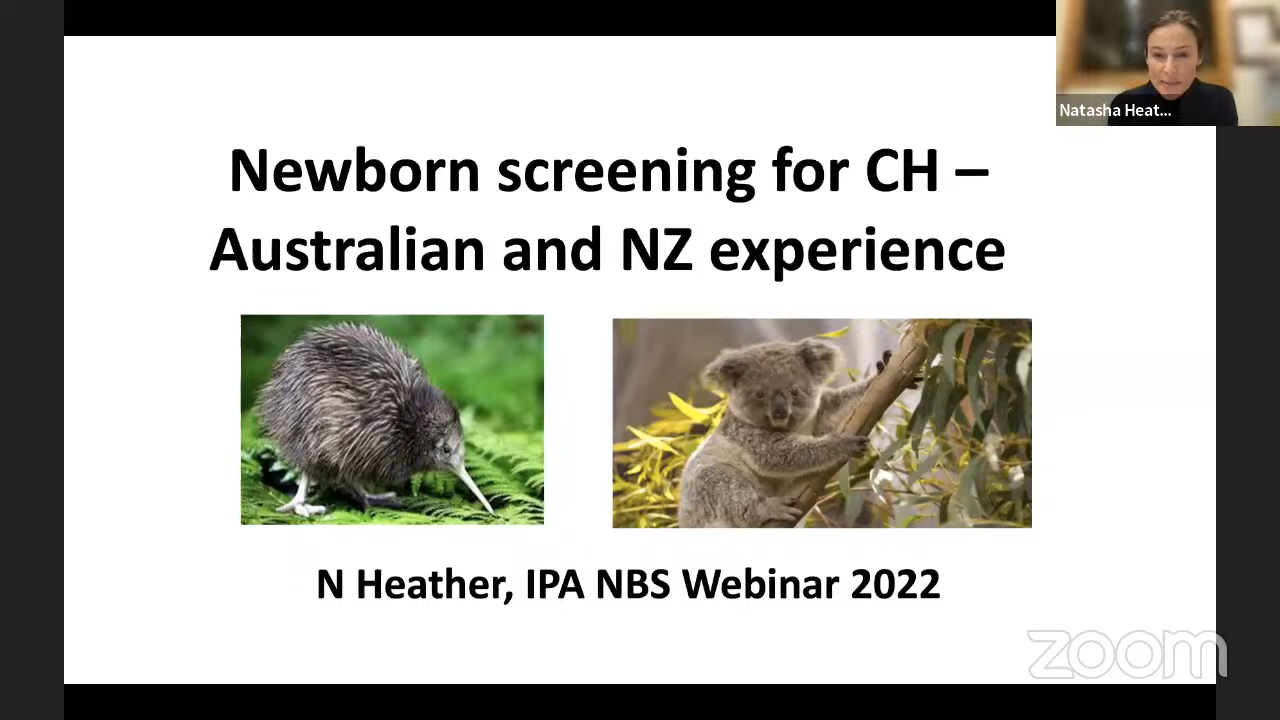 Natasha Heat...
Newborn screening for CH –
Australian and NZ experience
N Heather, IPA NBS Webinar 2022
zoom